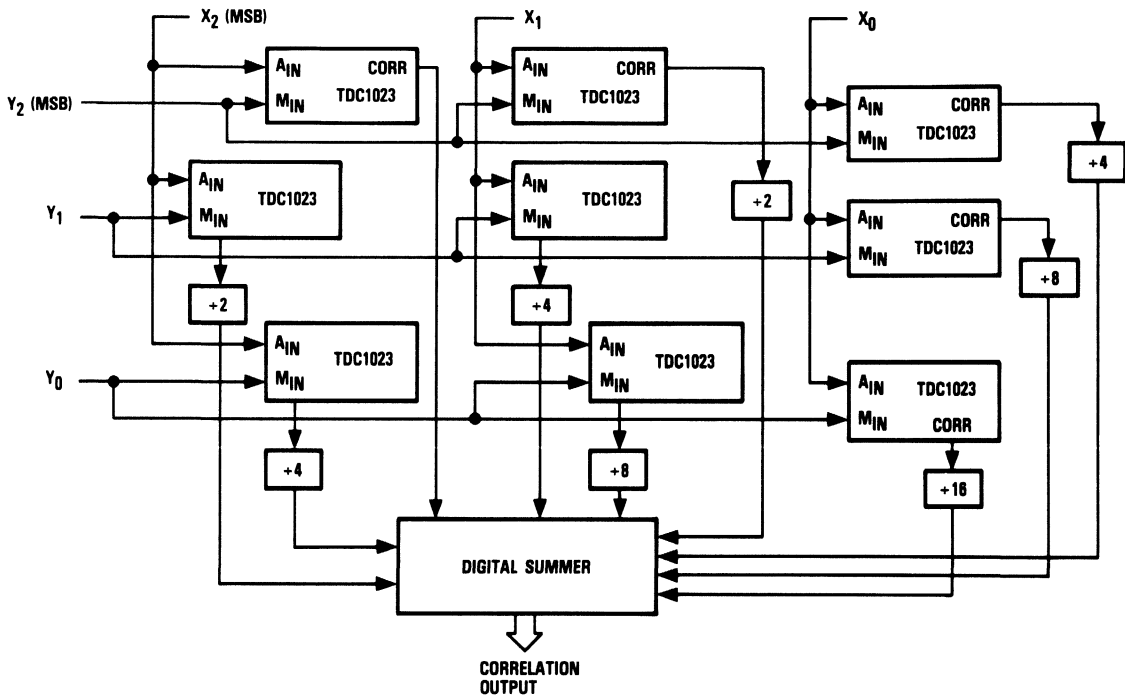 X2 (MSB)
X1
X0
AIN CORR
TDC1023
MIN
AIN CORR
TDC1023
MIN
Y2 (MSB)
AIN CORR
TDC1023
MIN
÷4
AIN TDC1023
MIN
AIN TDC1023
MIN
÷2
Y1
AIN CORR
TDC1023
MIN
÷8
÷2
÷4
AIN TDC1023
MIN
AIN TDC1023
MIN
Y0
AIN TDC1023
MIN
CORR
÷4
÷8
÷16
DIGITAL SUMMER
CORRELATION
OUTPUT